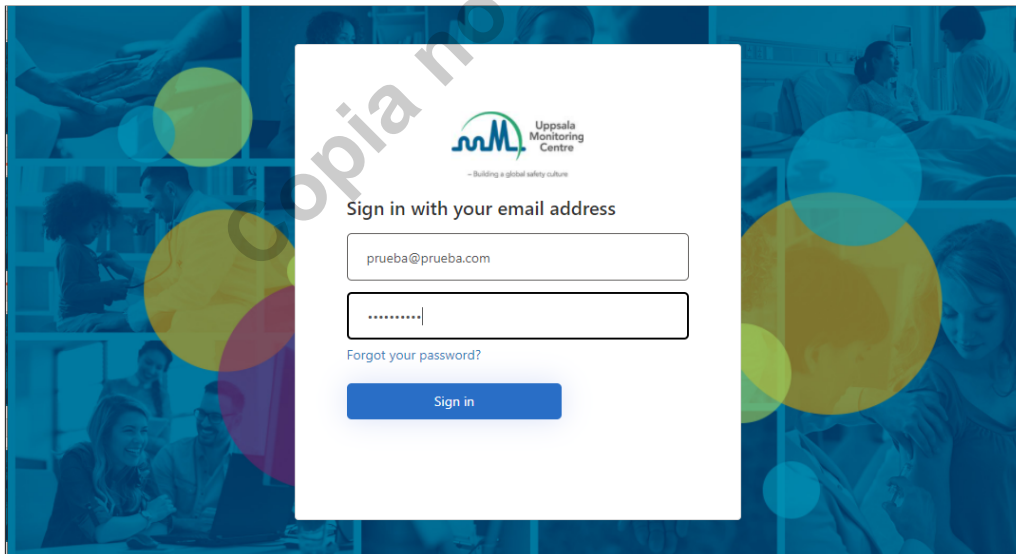 copia no
Uppsala
Monitoring
Centre
– Building a global safety culture
Sign in with your email address
prueba@prueba.com
••••••••••
Forgot your password?
Sign in